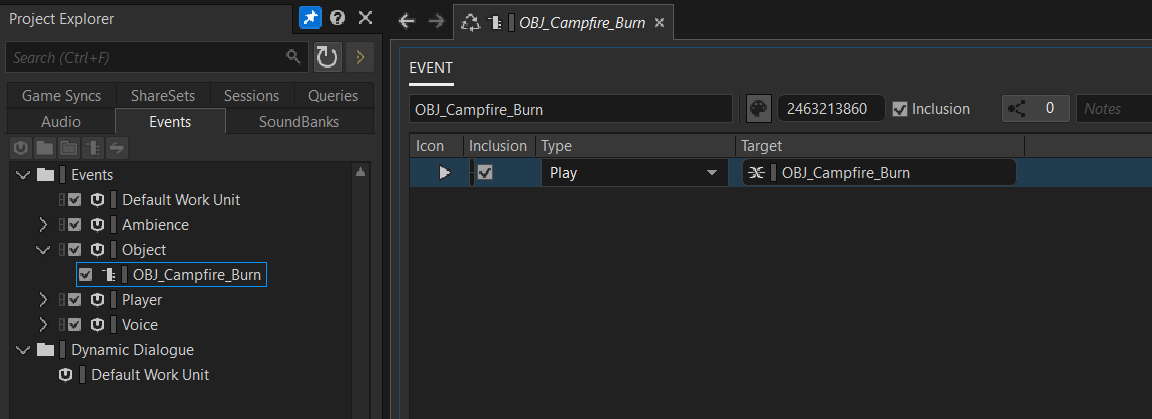 Project Explorer
Search (Ctrl+F)
Game Syncs ShareSets Sessions Queries
Audio Events SoundBanks
Events
Default Work Unit
Ambience
Object
OBJ_Campfire_Burn
Player
Voice
Dynamic Dialogue
Default Work Unit
OBJ_Campfire_Burn
EVENT
OBJ_Campfire_Burn 2463213860 Inclusion 0 Notes
Icon Inclusion Type Target
Play OBJ_Campfire_Burn